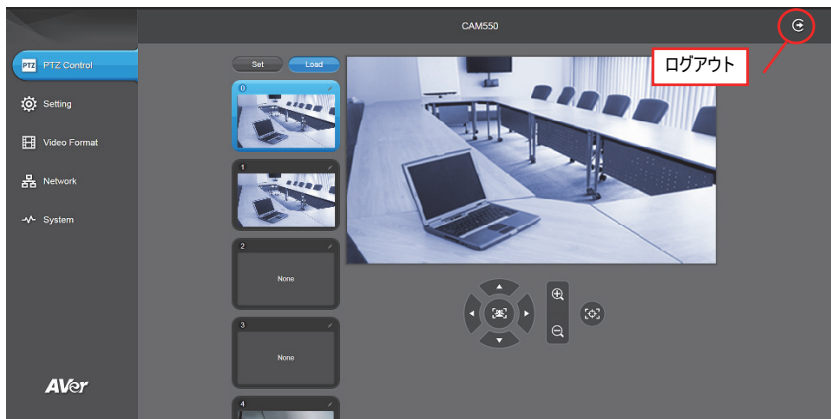 CAM550
ログアウト
PTZ PTZ Control
Setting
Video Format
Network
System
AVer
Set Load
0
1
2
None
3
None
4